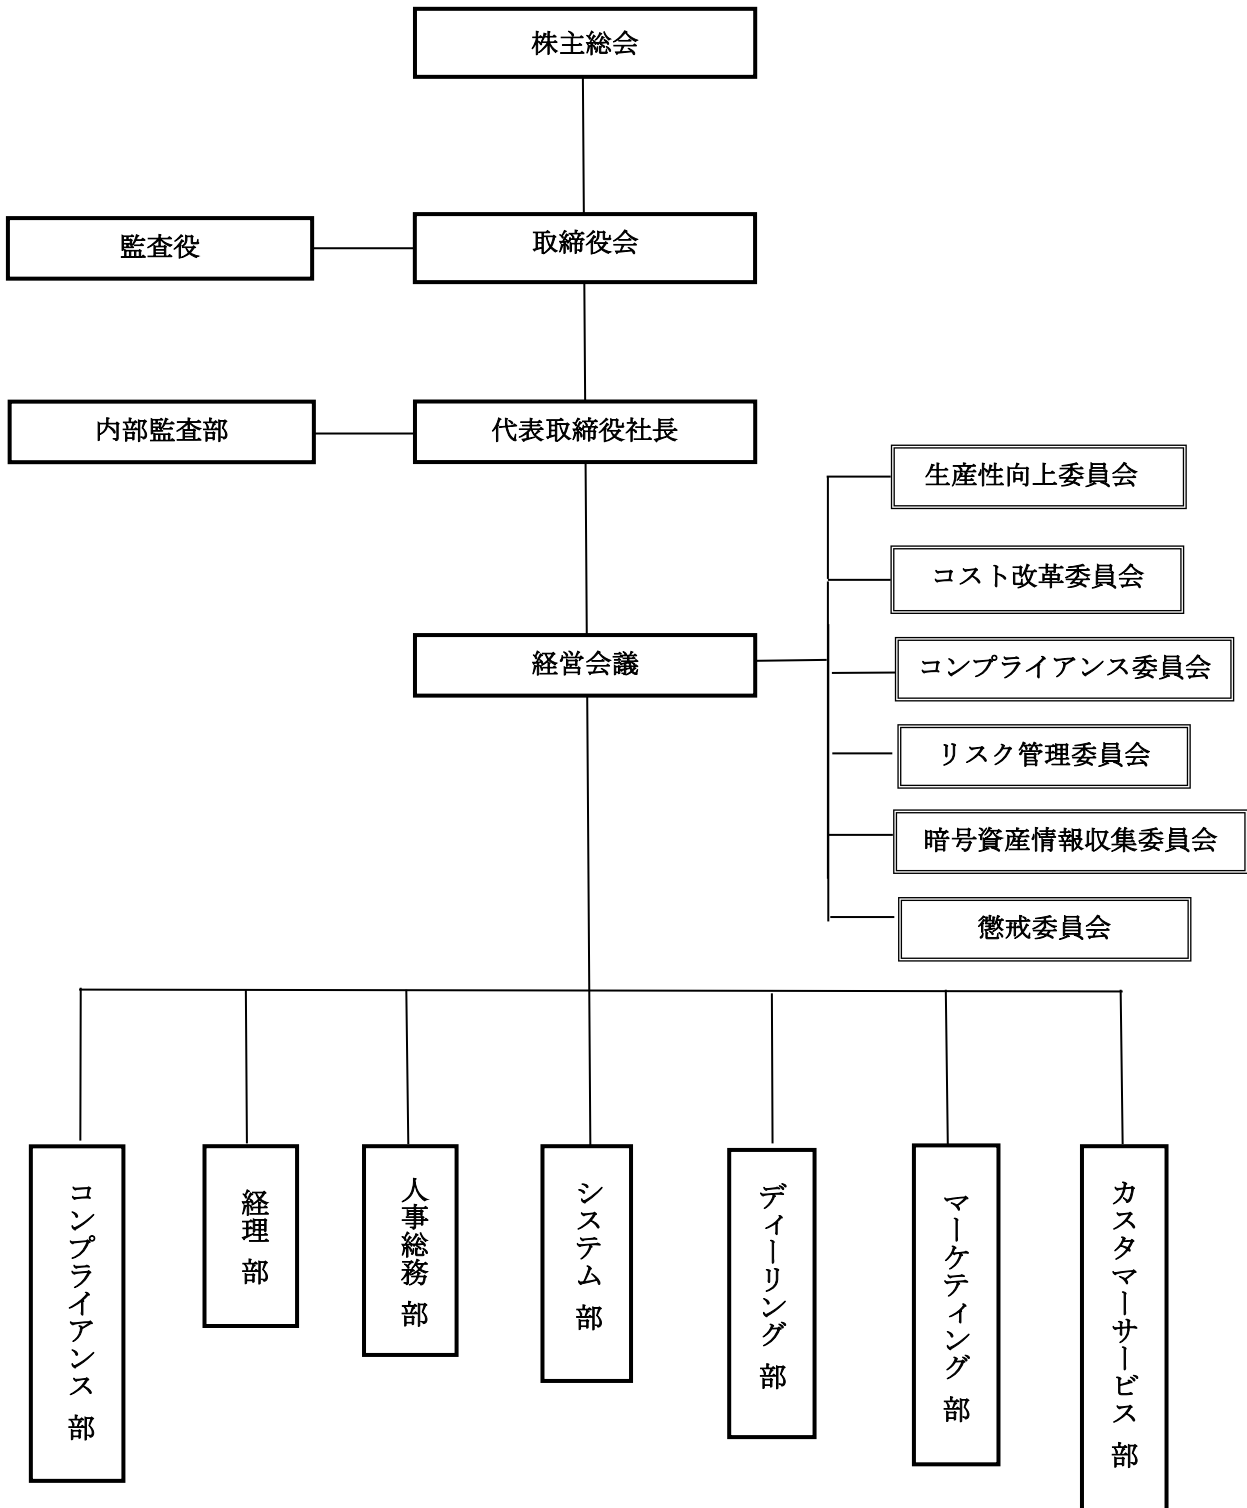 株主総会
監査役
取締役会
内部監査部
代表取締役社長
生産性向上委員会
コスト改革委員会
経営会議
コンプライアンス委員会
リスク管理委員会
暗号資産情報収集委員会
懲戒委員会
コンプライアンス 部
経理 部
人事総務 部
システム 部
ディーリング 部
マーケティング 部
カスタマーサービス 部